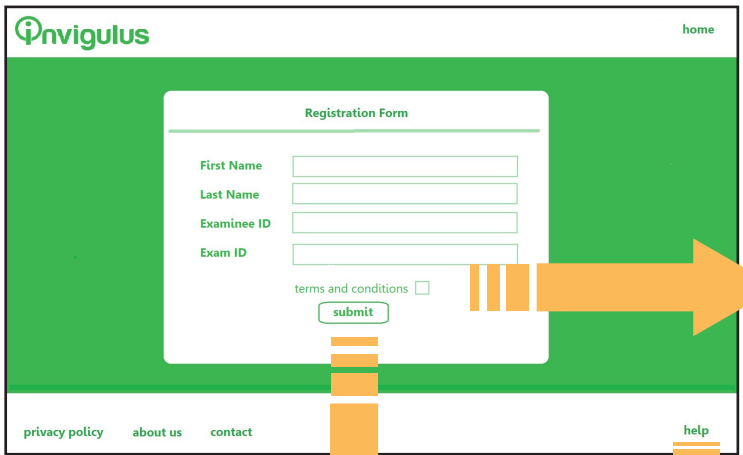 invigulus
home
Registration Form
First Name
Last Name
Examinee ID
Exam ID
terms and conditions
submit
privacy policy
about us
contact
help